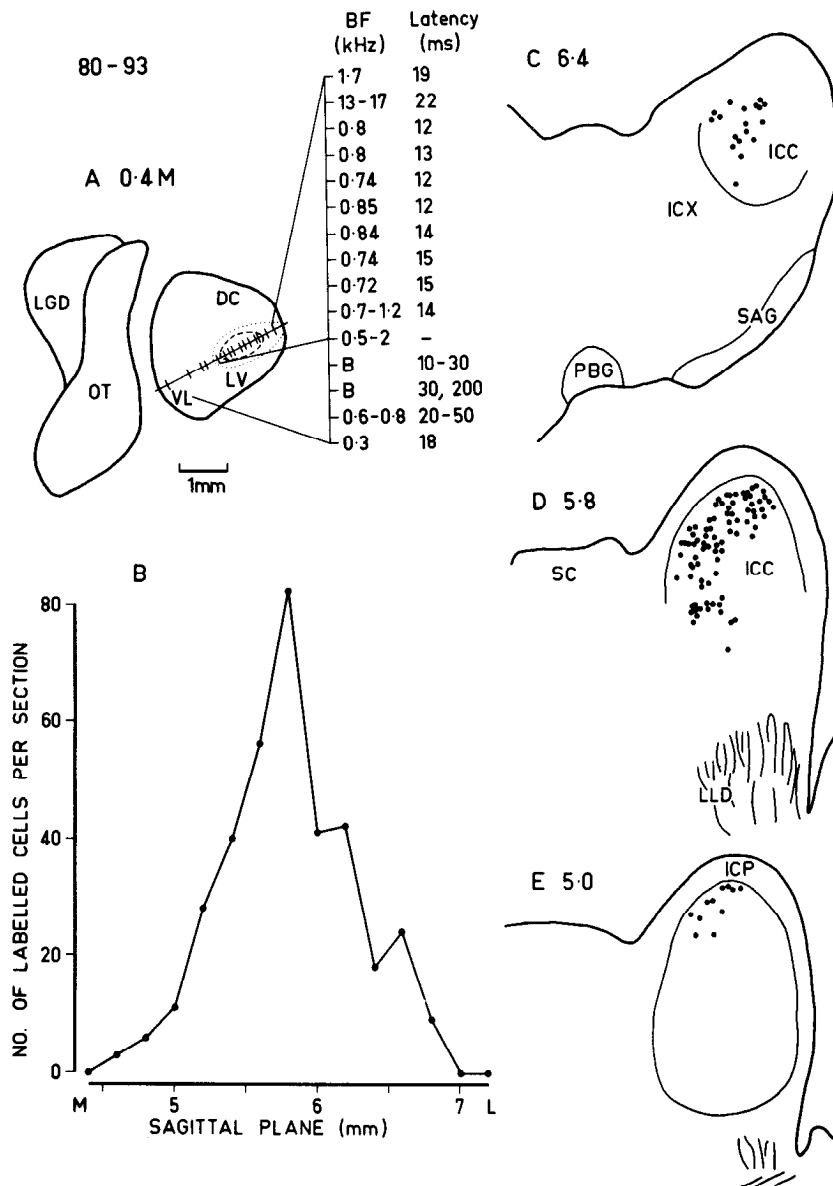 80-93
BF Latency
(kHz) (ms)
1·7 19
13-17 22
0·8 12
0·8 13
0·74 12
0·85 12
0·84 14
0·74 15
0·72 15
0·7-1·2 14
0·5-2 -
B 10-30
B 30, 200
0·6-0·8 20-50
0·3 18
A 0·4M
LGD
OT
DC
LV
VL
1mm
B
NO. OF LABELLED CELLS PER SECTION
80
60
40
20
0
M 5 6 7 L
SAGITTAL PLANE (mm)
C 6·4
ICC
ICX
SAG
PBG
D 5·8
SC
ICC
LLD
E 5·0
ICP